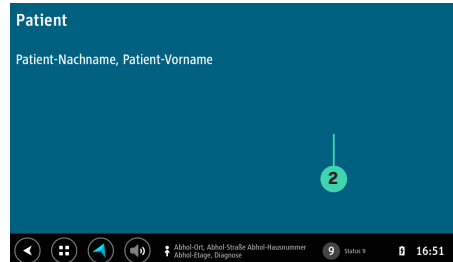 Patient
Patient-Nachname, Patient-Vorname
2
Abhol-Ort, Abhol-Straße Abhol-Hausnummer
Abhol-Etage, Diagnose
9 Status 9 16:51